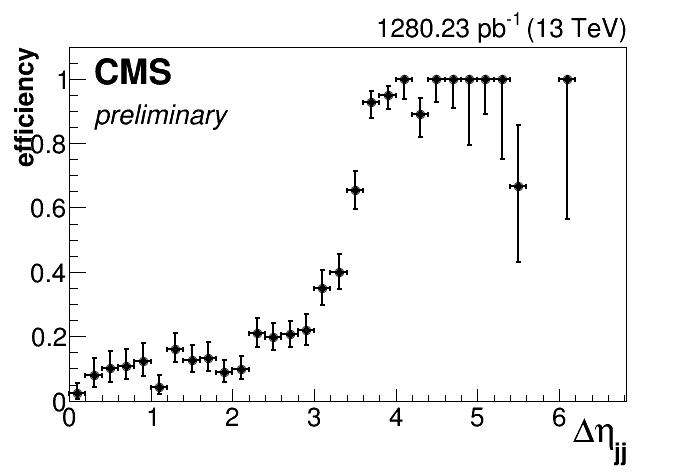 1280.23 pb⁻¹ (13 TeV)
CMS
preliminary
efficiency
1
0.8
0.6
0.4
0.2
0
0 1 2 3 4 5 6
Δη_jj